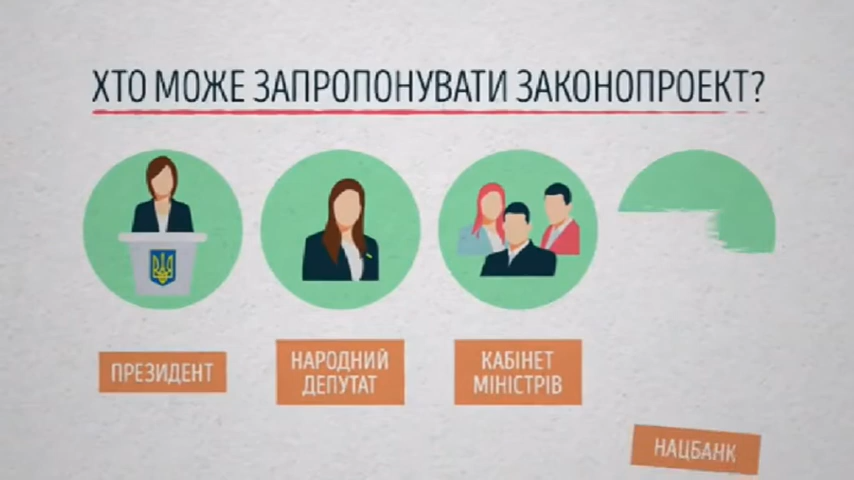 ХТО МОЖЕ ЗАПРОПОНУВАТИ ЗАКОНОПРОЕКТ?
ПРЕЗИДЕНТ
НАРОДНИЙ
ДЕПУТАТ
КАБІНЕТ
МІНІСТРІВ
НАЦБАНК